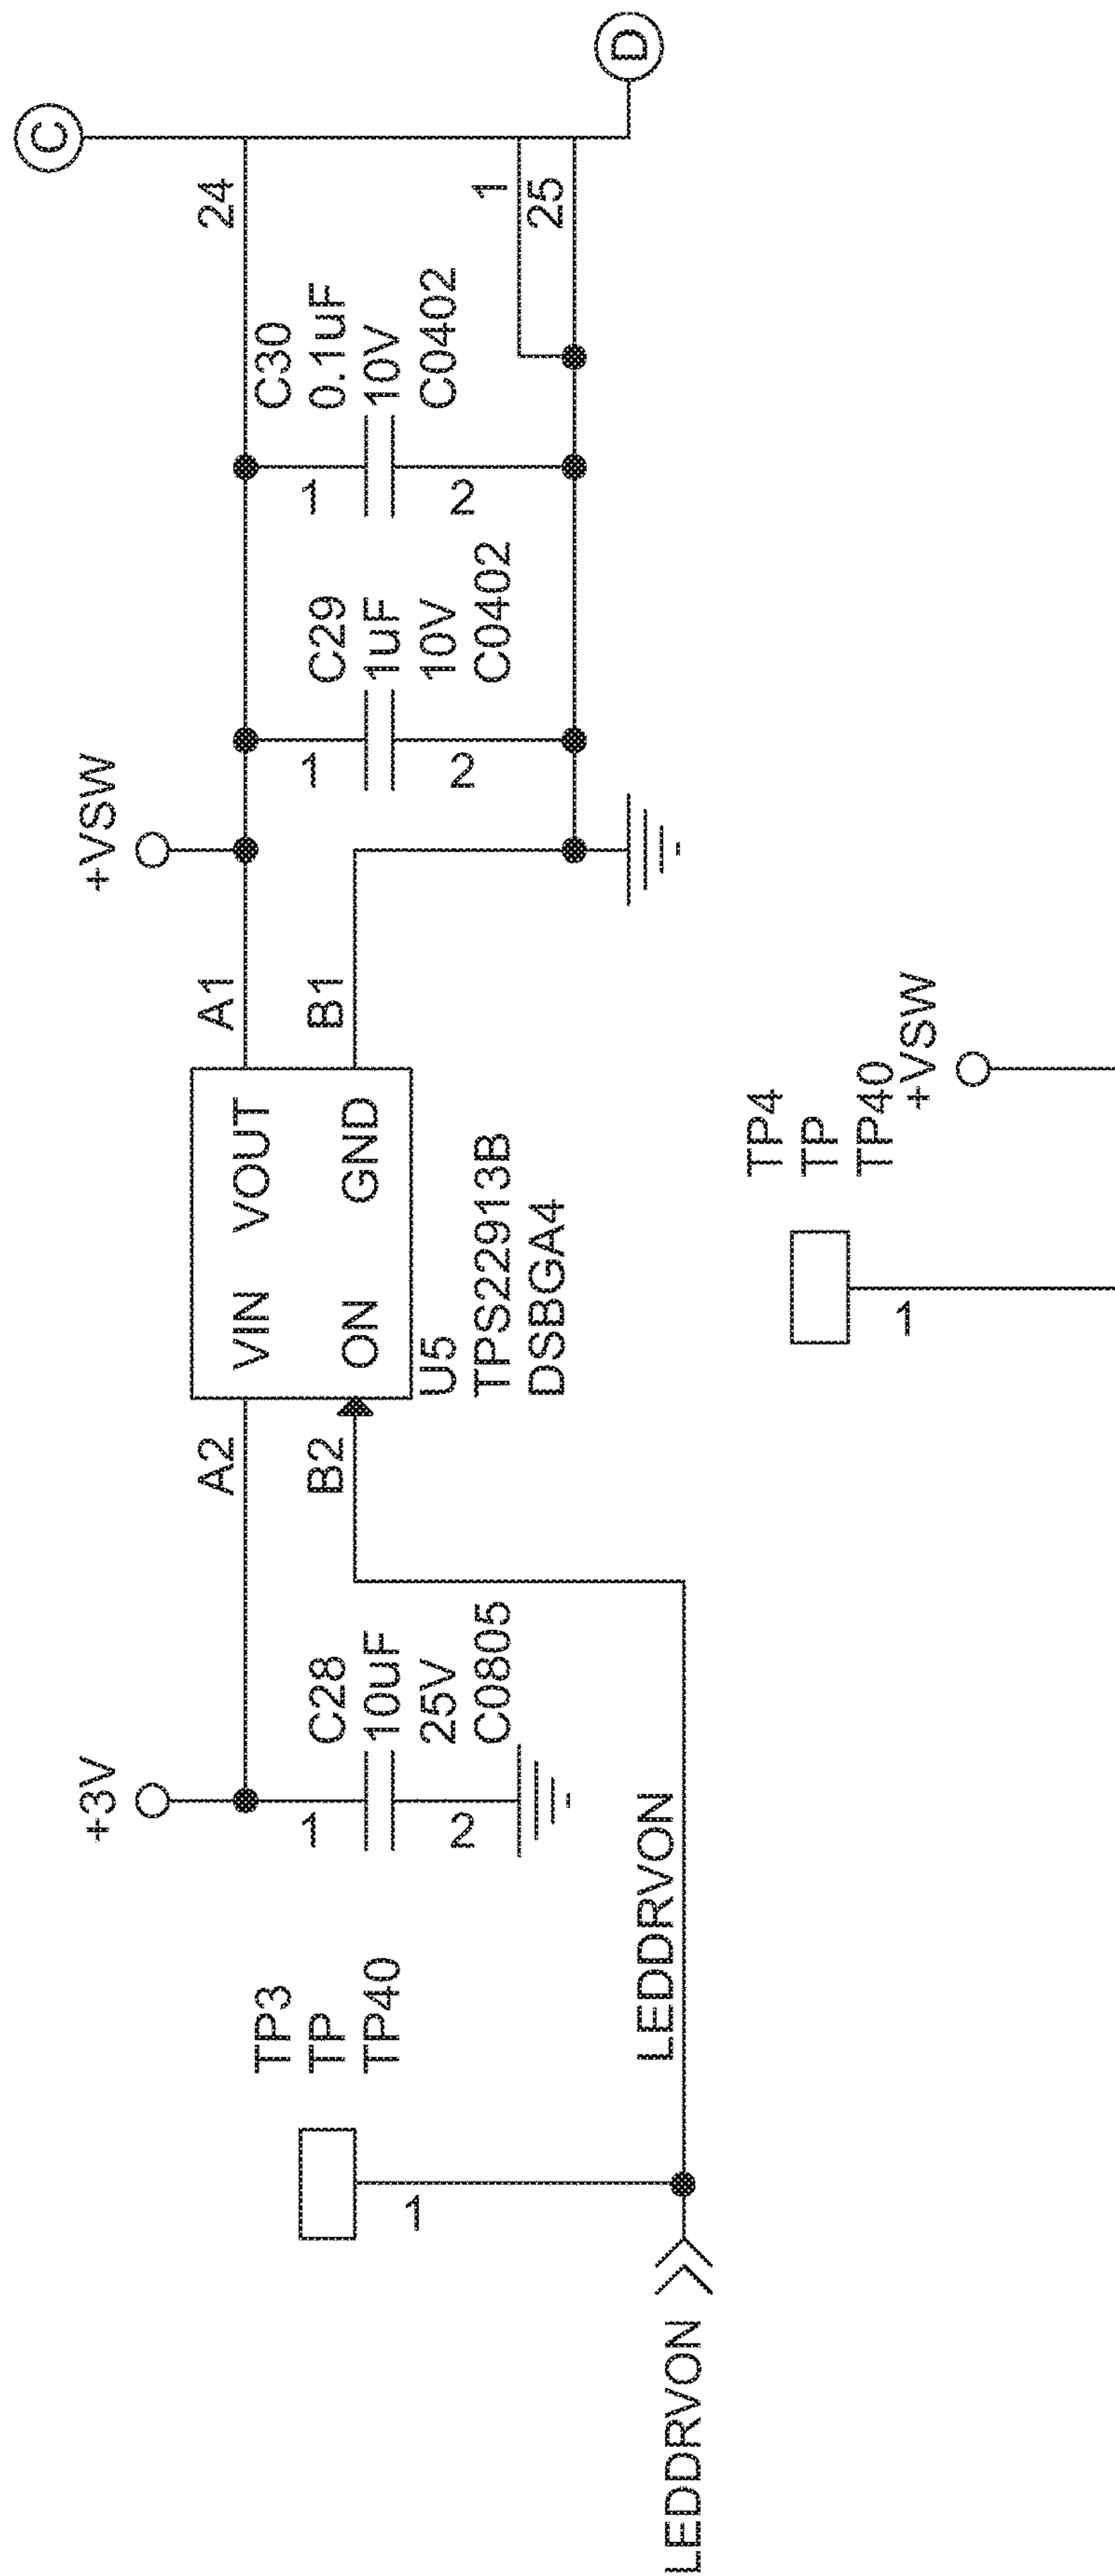 C
D
+VSW
+3V
A2
VIN
VOUT
A1
24
B2
ON
GND
B1
U5
TPS22913B
DSBGA4
1
C28
10uF
25V
C0805
2
1
C29
1uF
10V
C0402
2
1
C30
0.1uF
10V
C0402
2
1
25
TP3
TP
TP40
1
LEDDRVON
LEDDRVON
TP4
TP
TP40
1
+VSW